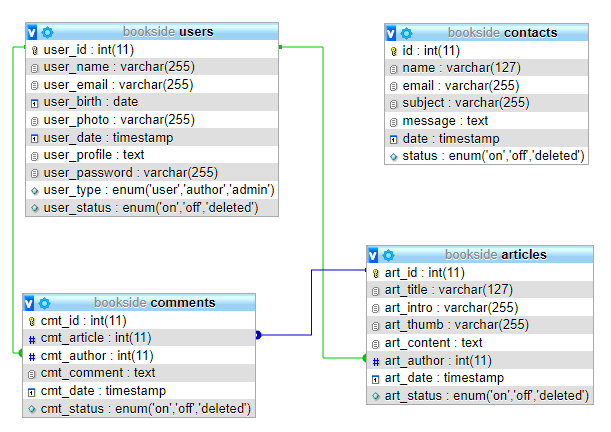 bookside users
user_id : int(11)
user_name : varchar(255)
user_email : varchar(255)
user_birth : date
user_photo : varchar(255)
user_date : timestamp
user_profile : text
user_password : varchar(255)
user_type : enum('user','author','admin')
user_status : enum('on','off','deleted')
bookside contacts
id : int(11)
name : varchar(127)
email : varchar(255)
subject : varchar(255)
message : text
date : timestamp
status : enum('on','off','deleted')
bookside comments
cmt_id : int(11)
cmt_article : int(11)
cmt_author : int(11)
cmt_comment : text
cmt_date : timestamp
cmt_status : enum('on','off','deleted')
bookside articles
art_id : int(11)
art_title : varchar(127)
art_intro : varchar(255)
art_thumb : varchar(255)
art_content : text
art_author : int(11)
art_date : timestamp
art_status : enum('on','off','deleted')